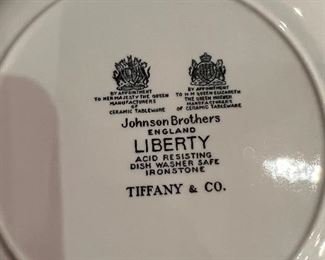 BY APPOINTMENT
TO HER MAJESTY THE QUEEN
MANUFACTURERS
OF
CERAMIC TABLEWARE
BY APPOINTMENT
TO H M QUEEN ELIZABETH
THE QUEEN MOTHER
MANUFACTURERS
OF CERAMIC TABLEWARE
Johnson Brothers
ENGLAND
LIBERTY
ACID RESISTING
DISH WASHER SAFE
IRONSTONE
TIFFANY & CO.